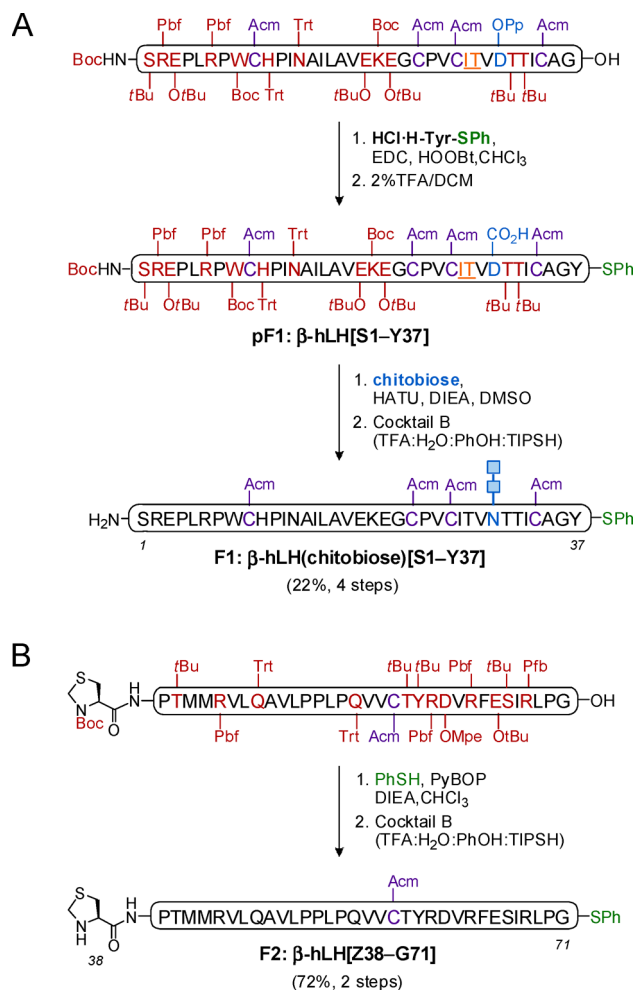 A
Pbf Pbf Acm Trt Boc Acm Acm OPp Acm
BocHN SREPLRPWCHPINAILAVEKEGCPVCITVDTTICAG OH
tBu OtBu Boc Trt tBuO OtBu tBu tBu
1. HCl·H-Tyr-SPh,
EDC, HOOBt,CHCl3
2. 2%TFA/DCM
Pbf Pbf Acm Trt Boc Acm Acm CO2H Acm
BocHN SREPLRPWCHPINAILAVEKEGCPVCITVDTTICAGY SPh
tBu OtBu Boc Trt tBuO OtBu tBu tBu
pF1: β-hLH[S1–Y37]
1. chitobiose,
HATU, DIEA, DMSO
2. Cocktail B
(TFA:H2O:PhOH:TIPSH)
Acm Acm Acm Acm
H2N SREPLRPWCHPINAILAVEKEGCPVCITVNTTICAGY SPh
1 37
F1: β-hLH(chitobiose)[S1–Y37]
(22%, 4 steps)
B
tBu Trt tBu tBu Pbf tBu Pfb
S N Boc O H N PTMMRVLQAVLPPLPQVVCTYRDVRFESIRLPG OH
Pbf Trt Acm Pbf OMpe OtBu
1. PhSH, PyBOP
DIEA,CHCl3
2. Cocktail B
(TFA:H2O:PhOH:TIPSH)
Acm
S N H O H N PTMMRVLQAVLPPLPQVVCTYRDVRFESIRLPG SPh
38 71
F2: β-hLH[Z38–G71]
(72%, 2 steps)